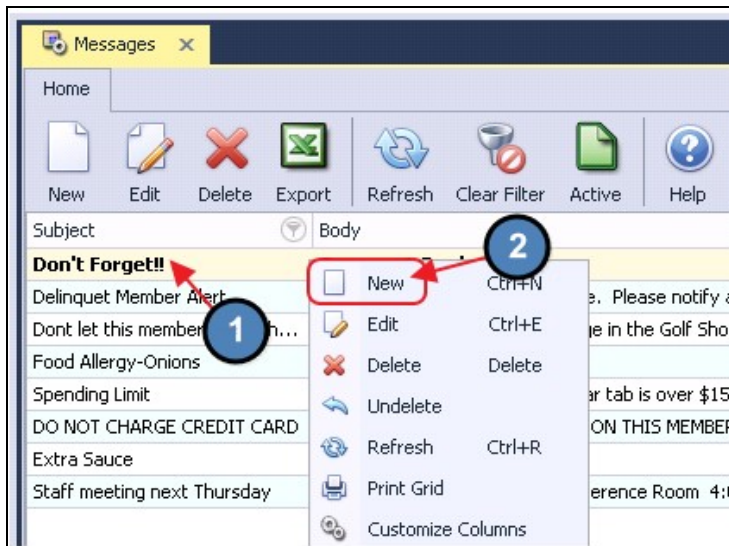 Messages
Home
New Edit Delete Export Refresh Clear Filter Active Help
Subject Body
Don't Forget!!
2
New Ctrl+N
Delinquet Member Alert e. Please notify a
1
Dont let this member h... Edit Ctrl+E ge in the Golf Sho
Food Allergy-Onions Delete Delete
Spending Limit Undelete ar tab is over $15
DO NOT CHARGE CREDIT CARD ON THIS MEMBER
Extra Sauce Refresh Ctrl+R
Staff meeting next Thursday Print Grid erence Room 4:
Customize Columns